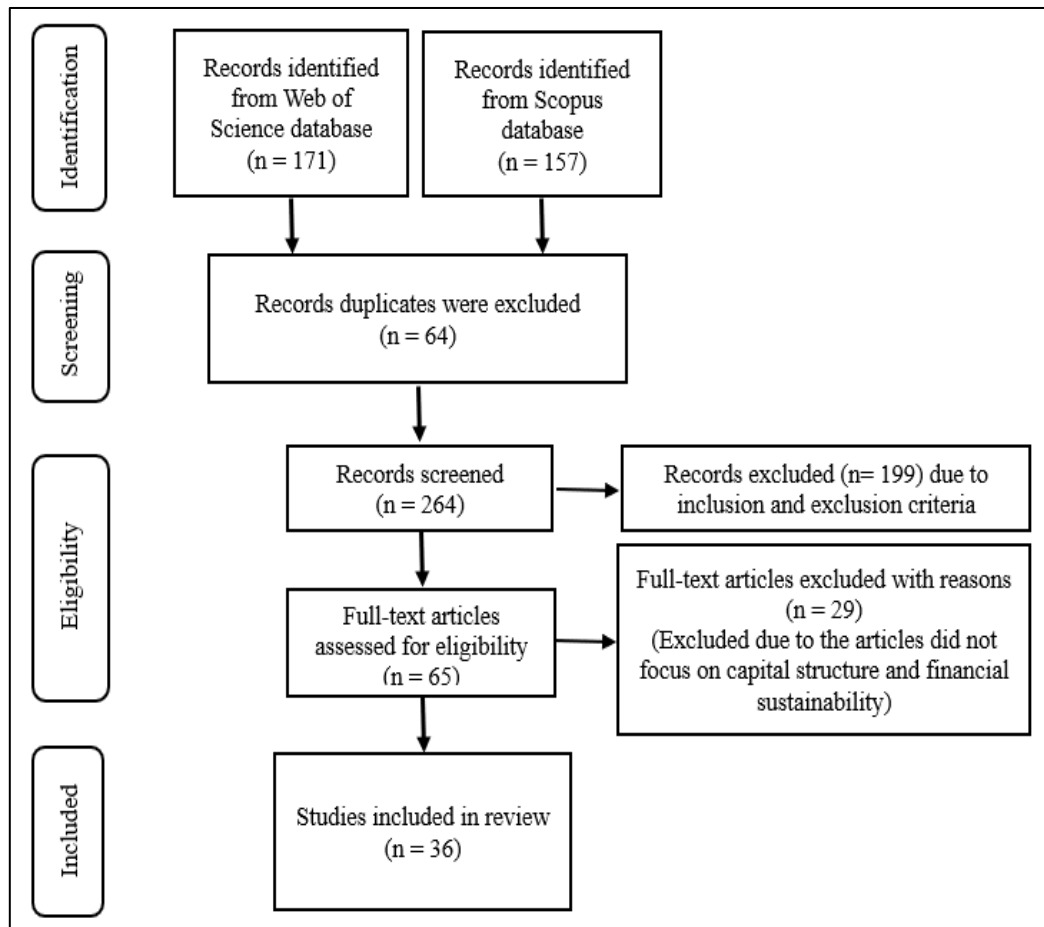 Identification
Records identified
from Web of
Science database
(n = 171)
Records identified
from Scopus
database
(n = 157)
Screening
Records duplicates were excluded
(n = 64)
Eligibility
Records screened
(n = 264)
Records excluded (n= 199) due to
inclusion and exclusion criteria
Full-text articles
assessed for eligibility
(n = 65)
Full-text articles excluded with reasons
(n = 29)
(Excluded due to the articles did not
focus on capital structure and financial
sustainability)
Included
Studies included in review
(n = 36)